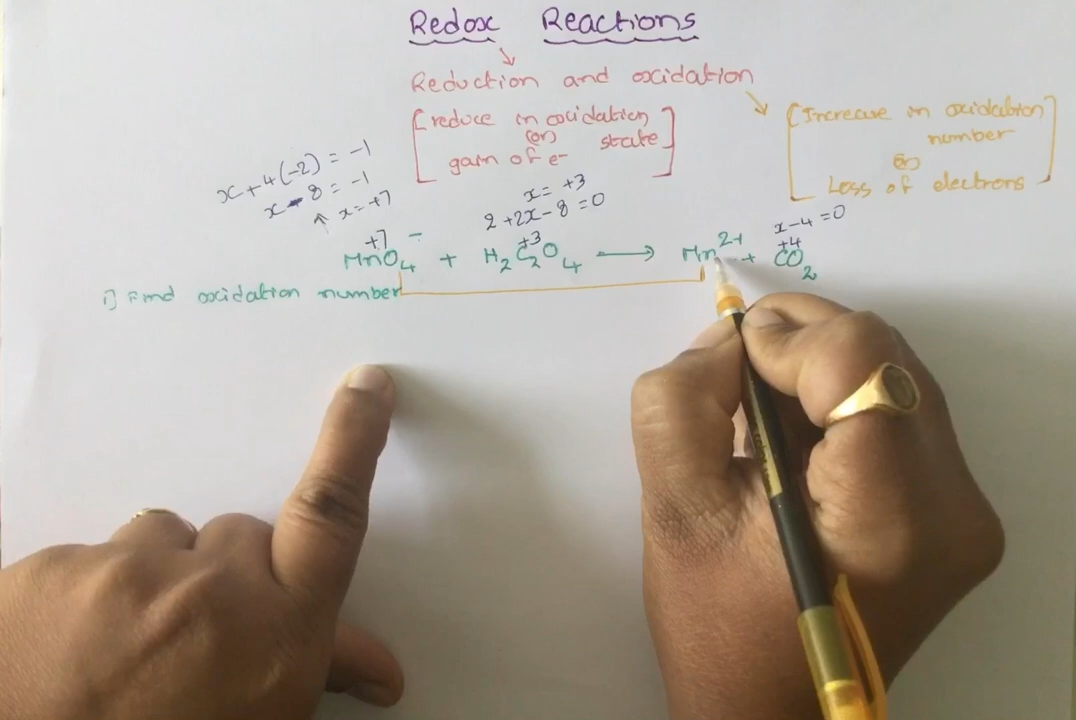 Redox Reactions
Reduction and oxidation
[reduce in oxidation
(or) state]
gain of e-
[Increase in oxidation
number
(or)
Loss of electrons]
x+4(-2) = -1
x-8 = -1
↑ x=+7
x= +3
2+2x-8=0
x-4=0
+7 +3 +4
MnO4- + H2C2O4 → Mn2+ + CO2
1) Find oxidation number